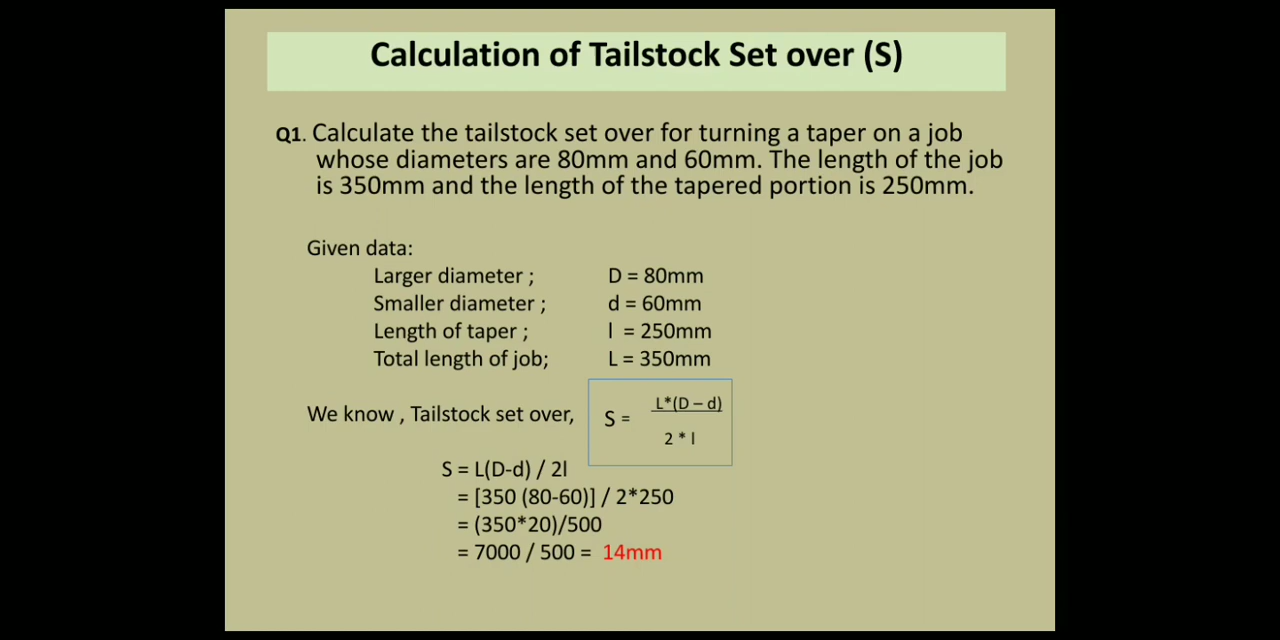 Calculation of Tailstock Set over (S)
Q1. Calculate the tailstock set over for turning a taper on a job
whose diameters are 80mm and 60mm. The length of the job
is 350mm and the length of the tapered portion is 250mm.
Given data:
Larger diameter ; D = 80mm
Smaller diameter ; d = 60mm
Length of taper ; l = 250mm
Total length of job; L = 350mm
L*(D – d)
We know , Tailstock set over, S =
2 * l
S = L(D-d) / 2l
= [350 (80-60)] / 2*250
= (350*20)/500
= 7000 / 500 = 14mm